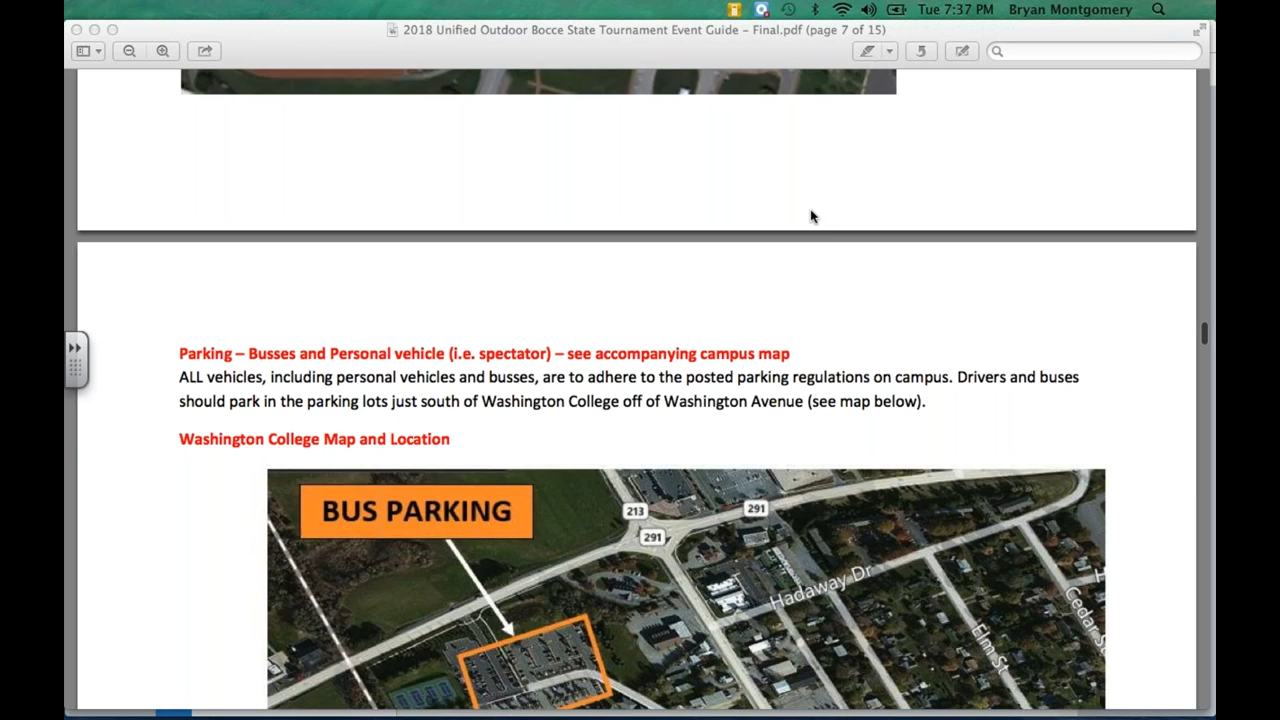 Tue 7:37 PM Bryan Montgomery
2018 Unified Outdoor Bocce State Tournament Event Guide – Final.pdf (page 7 of 15)
Parking – Busses and Personal vehicle (i.e. spectator) – see accompanying campus map
ALL vehicles, including personal vehicles and busses, are to adhere to the posted parking regulations on campus. Drivers and buses
should park in the parking lots just south of Washington College off of Washington Avenue (see map below).
Washington College Map and Location
BUS PARKING
213
291
291
Hadaway Dr
Elm St
Cedar S